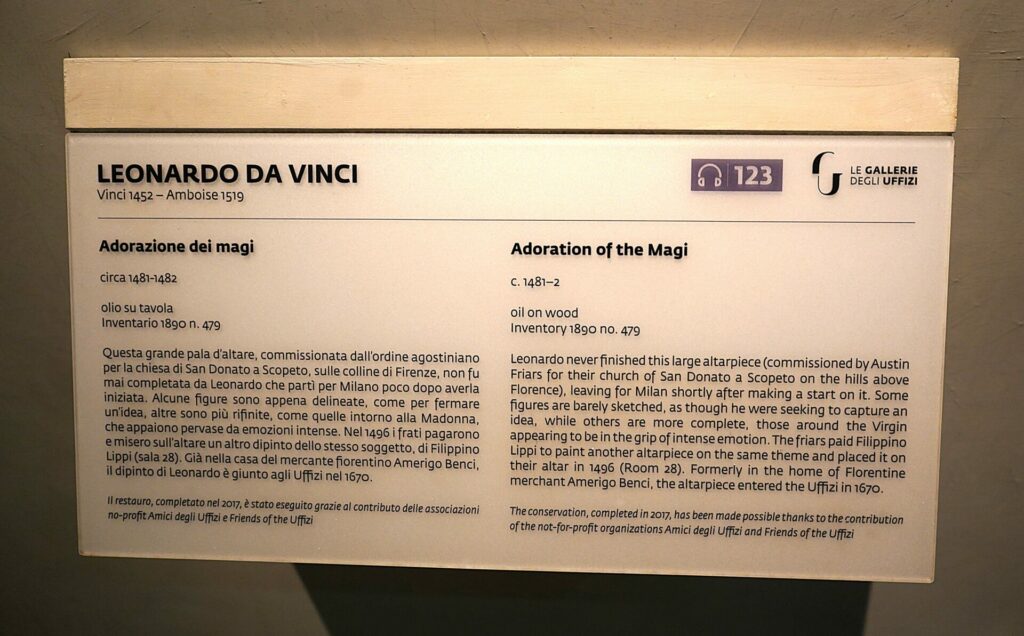 LEONARDO DA VINCI
Vinci 1452 – Amboise 1519
123
LE GALLERIE
DEGLI UFFIZI
Adorazione dei magi
circa 1481-1482
olio su tavola
Inventario 1890 n. 479
Questa grande pala d'altare, commissionata dall'ordine agostiniano
per la chiesa di San Donato a Scopeto, sulle colline di Firenze, non fu
mai completata da Leonardo che partì per Milano poco dopo averla
iniziata. Alcune figure sono appena delineate, come per fermare
un'idea, altre sono più rifinite, come quelle intorno alla Madonna,
che appaiono pervase da emozioni intense. Nel 1496 i frati pagarono
e misero sull'altare un altro dipinto dello stesso soggetto, di Filippino
Lippi (sala 28). Già nella casa del mercante fiorentino Amerigo Benci,
il dipinto di Leonardo è giunto agli Uffizi nel 1670.
Il restauro, completato nel 2017, è stato eseguito grazie al contributo delle associazioni
no-profit Amici degli Uffizi e Friends of the Uffizi
Adoration of the Magi
c. 1481–2
oil on wood
Inventory 1890 no. 479
Leonardo never finished this large altarpiece (commissioned by Austin
Friars for their church of San Donato a Scopeto on the hills above
Florence), leaving for Milan shortly after making a start on it. Some
figures are barely sketched, as though he were seeking to capture an
idea, while others are more complete, those around the Virgin
appearing to be in the grip of intense emotion. The friars paid Filippino
Lippi to paint another altarpiece on the same theme and placed it on
their altar in 1496 (Room 28). Formerly in the home of Florentine
merchant Amerigo Benci, the altarpiece entered the Uffizi in 1670.
The conservation, completed in 2017, has been made possible thanks to the contribution
of the not-for-profit organizations Amici degli Uffizi and Friends of the Uffizi